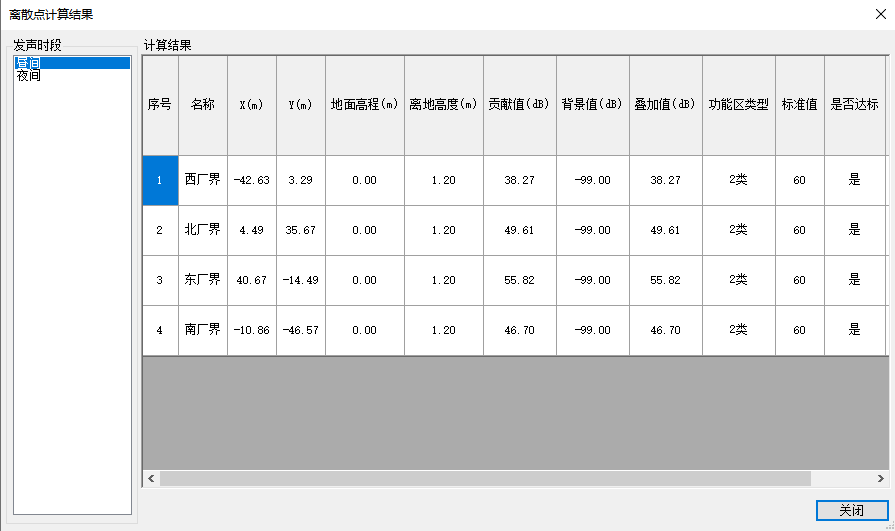 离散点计算结果
发声时段
昼间
夜间
计算结果
序号 名称 X(m) Y(m) 地面高程(m) 离地高度(m) 贡献值(dB) 背景值(dB) 叠加值(dB) 功能区类型 标准值 是否达标
1 西厂界 -42.63 3.29 0.00 1.20 38.27 -99.00 38.27 2类 60 是
2 北厂界 4.49 35.67 0.00 1.20 49.61 -99.00 49.61 2类 60 是
3 东厂界 40.67 -14.49 0.00 1.20 55.82 -99.00 55.82 2类 60 是
4 南厂界 -10.86 -46.57 0.00 1.20 46.70 -99.00 46.70 2类 60 是
关闭